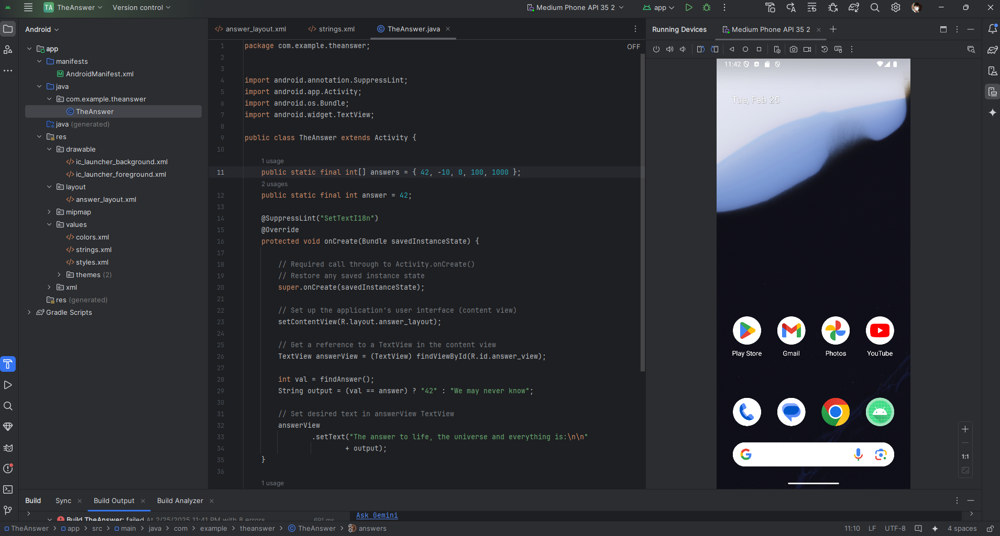 TA TheAnswer Version control
Medium Phone API 35 2 app
Android
app
manifests
AndroidManifest.xml
java
com.example.theanswer
TheAnswer
java (generated)
res
drawable
ic_launcher_background.xml
ic_launcher_foreground.xml
layout
answer_layout.xml
mipmap
values
colors.xml
strings.xml
styles.xml
themes (2)
xml
res (generated)
Gradle Scripts
answer_layout.xml strings.xml TheAnswer.java
OFF
1 package com.example.theanswer;
2
3
4 import android.annotation.SuppressLint;
5 import android.app.Activity;
6 import android.os.Bundle;
7 import android.widget.TextView;
8
9 public class TheAnswer extends Activity {
10
1 usage
11 public static final int[] answers = { 42, -10, 0, 100, 1000 };
2 usages
12 public static final int answer = 42;
13
14 @SuppressLint("SetTextI18n")
15 @Override
16 protected void onCreate(Bundle savedInstanceState) {
17
18 // Required call through to Activity.onCreate()
19 // Restore any saved instance state
20 super.onCreate(savedInstanceState);
21
22 // Set up the application's user interface (content view)
23 setContentView(R.layout.answer_layout);
24
25 // Get a reference to a TextView in the content view
26 TextView answerView = (TextView) findViewById(R.id.answer_view);
27
28 int val = findAnswer();
29 String output = (val == answer) ? "42" : "We may never know";
30
31 // Set desired text in answerView TextView
32 answerView
33 .setText("The answer to life, the universe and everything is:\n\n"
34 + output);
35 }
36
1 usage
Running Devices Medium Phone API 35 2
11:42
Tue, Feb 25
Play Store Gmail Photos YouTube
1:1
Build Sync Build Output Build Analyzer
Build TheAnswer: failed At 2/25/2025 11:41 PM with 8 errors 691 ms
Ask Gemini
TheAnswer > app > src > main > java > com > example > theanswer > TheAnswer > answers
11:10 LF UTF-8 4 spaces